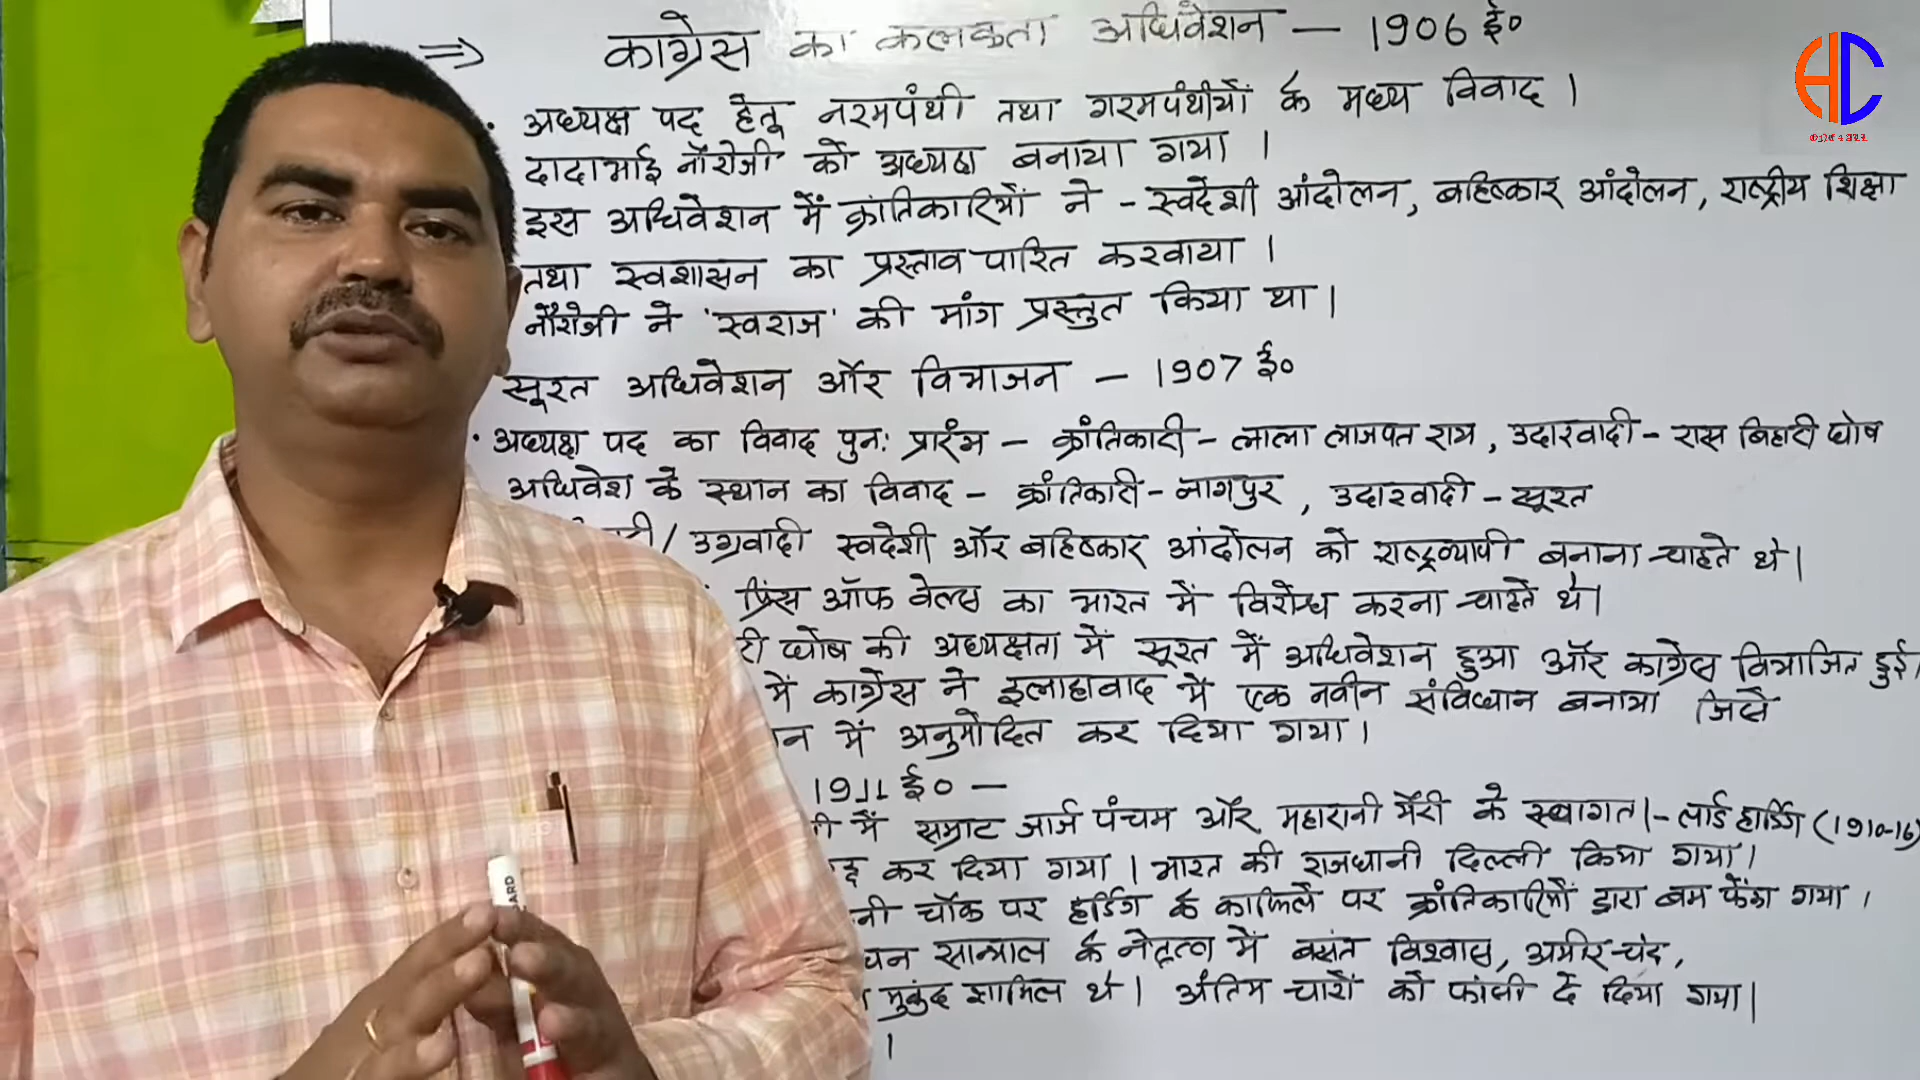 ⇒ काग्रेस का कलकता अधिवेशन — 1906 ई०
• अध्यक्ष पद हेतू नरमपंथी तथा गरमपंथीयों के मध्य विवाद ।
दादाभाई नौरोजी को अध्यक्ष बनाया गया ।
इस अधिवेशन में क्रांतिकारियों ने - स्वदेशी आंदोलन, बहिष्कार आंदोलन, राष्ट्रीय शिक्षा
तथा स्वशासन का प्रस्ताव पारित करवाया ।
नौरोजी ने 'स्वराज' की मांग प्रस्तुत किया था ।
सूरत अधिवेशन और विभाजन — 1907 ई०
• अध्यक्ष पद का विवाद पुनः प्रारंभ — क्रांतिकारी - लाला लाजपत राय, उदारवादी - रास बिहारी घोष
अधिवेश के स्थान का विवाद - क्रांतिकारी - नागपुर, उदारवादी - सूरत
/ उग्रवादी स्वदेशी और बहिष्कार आंदोलन को राष्ट्रव्यापी बनाना चाहते थे।
प्रिंस ऑफ वेल्स का भारत में विरोध करना चाहते थे।
री घोष की अध्यक्षता में सूरत में अधिवेशन हुआ और काग्रेस विभाजित हुई।
में काग्रेस ने इलाहावाद में एक नवीन संविधान बनाया जिसे
न में अनुमोदित कर दिया गया ।
1911 ई० —
में सम्राट जार्ज पंचम और महारानी मैरी के स्वागत।- लार्ड हार्डिंग (1910-16)
कर दिया गया । भारत की राजधानी दिल्ली किया गया।
नी चौक पर हार्डिंग के काफिले पर क्रांतिकारियों द्वारा बम फेंका गया ।
सान्याल के नेतृत्व में बसंत विश्वास, अमीर चंद,
मुकुंद शामिल थे । अंतिम चारों को फांसी दे दिया गया।
।